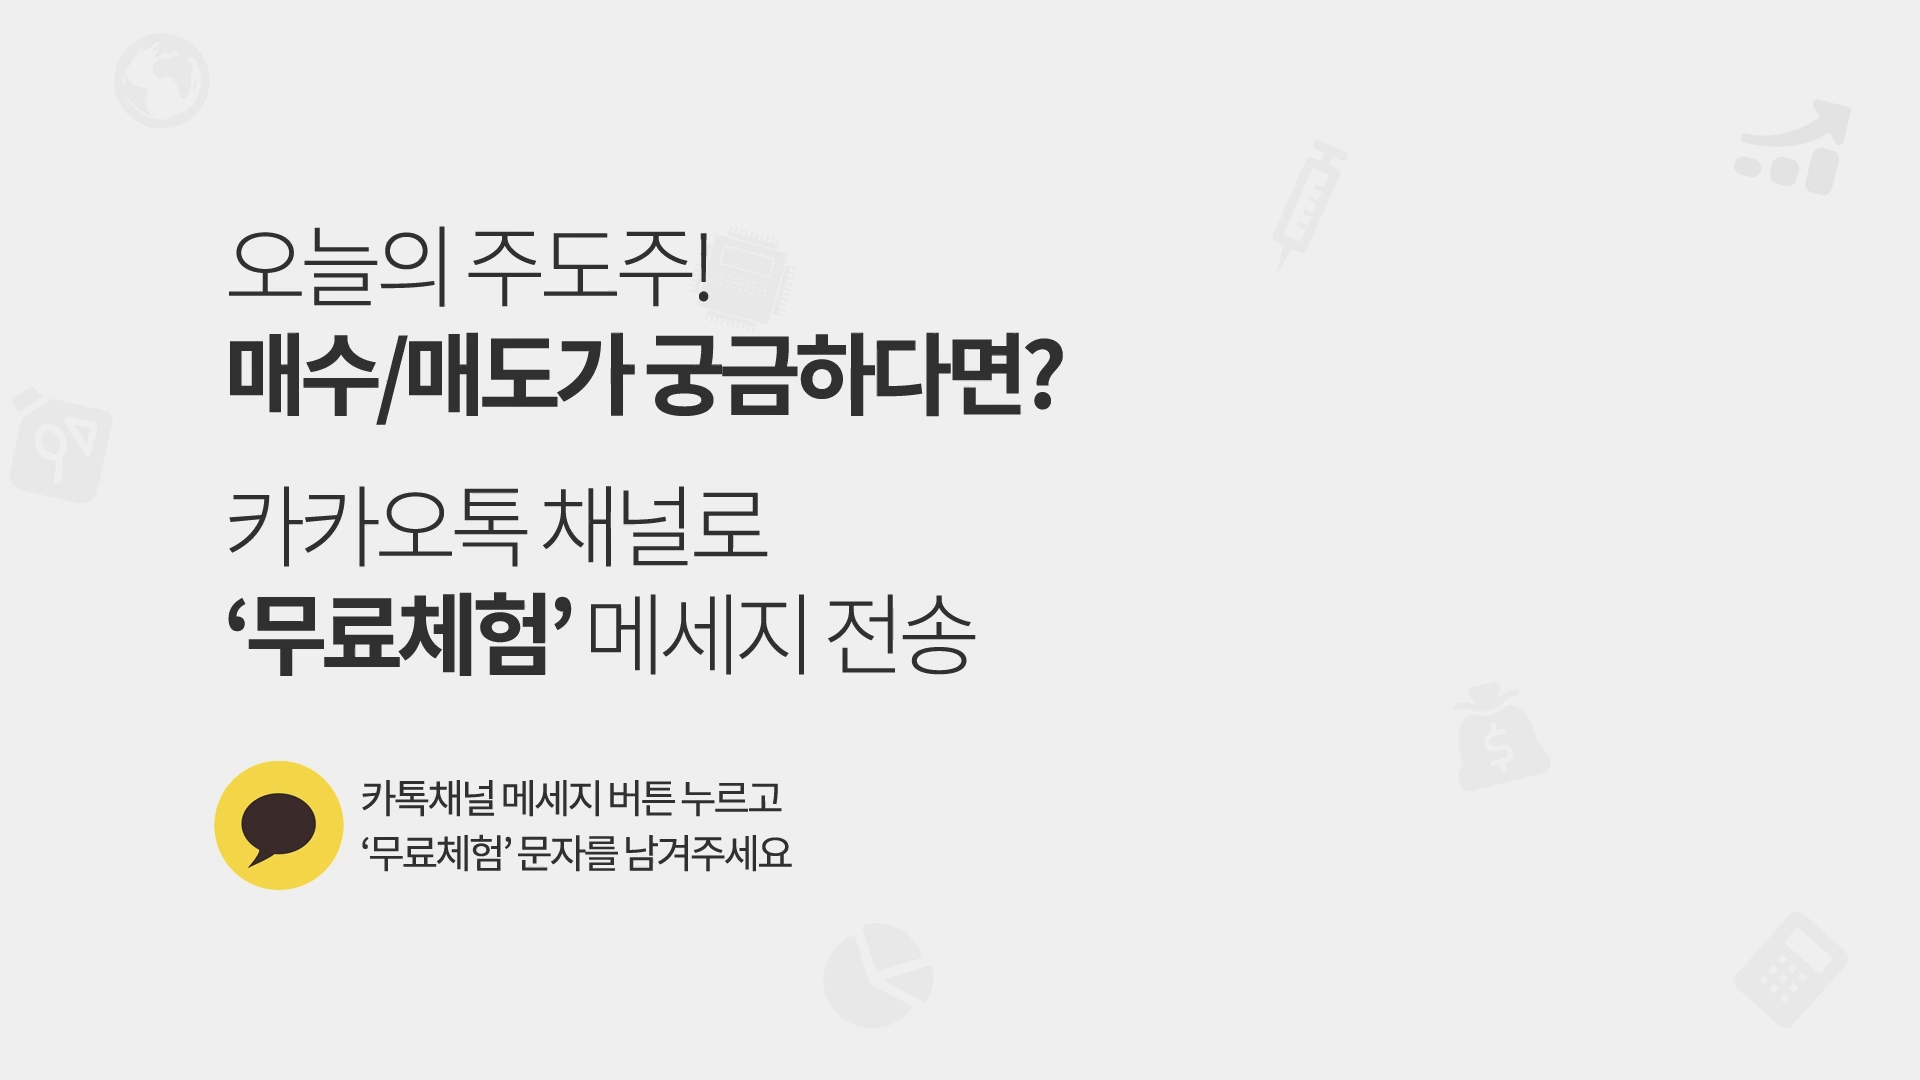 오늘의 주도주!
매수/매도가 궁금하다면?
카카오톡 채널로
‘무료체험’ 메세지 전송
카톡채널 메세지 버튼 누르고
‘무료체험’ 문자를 남겨주세요